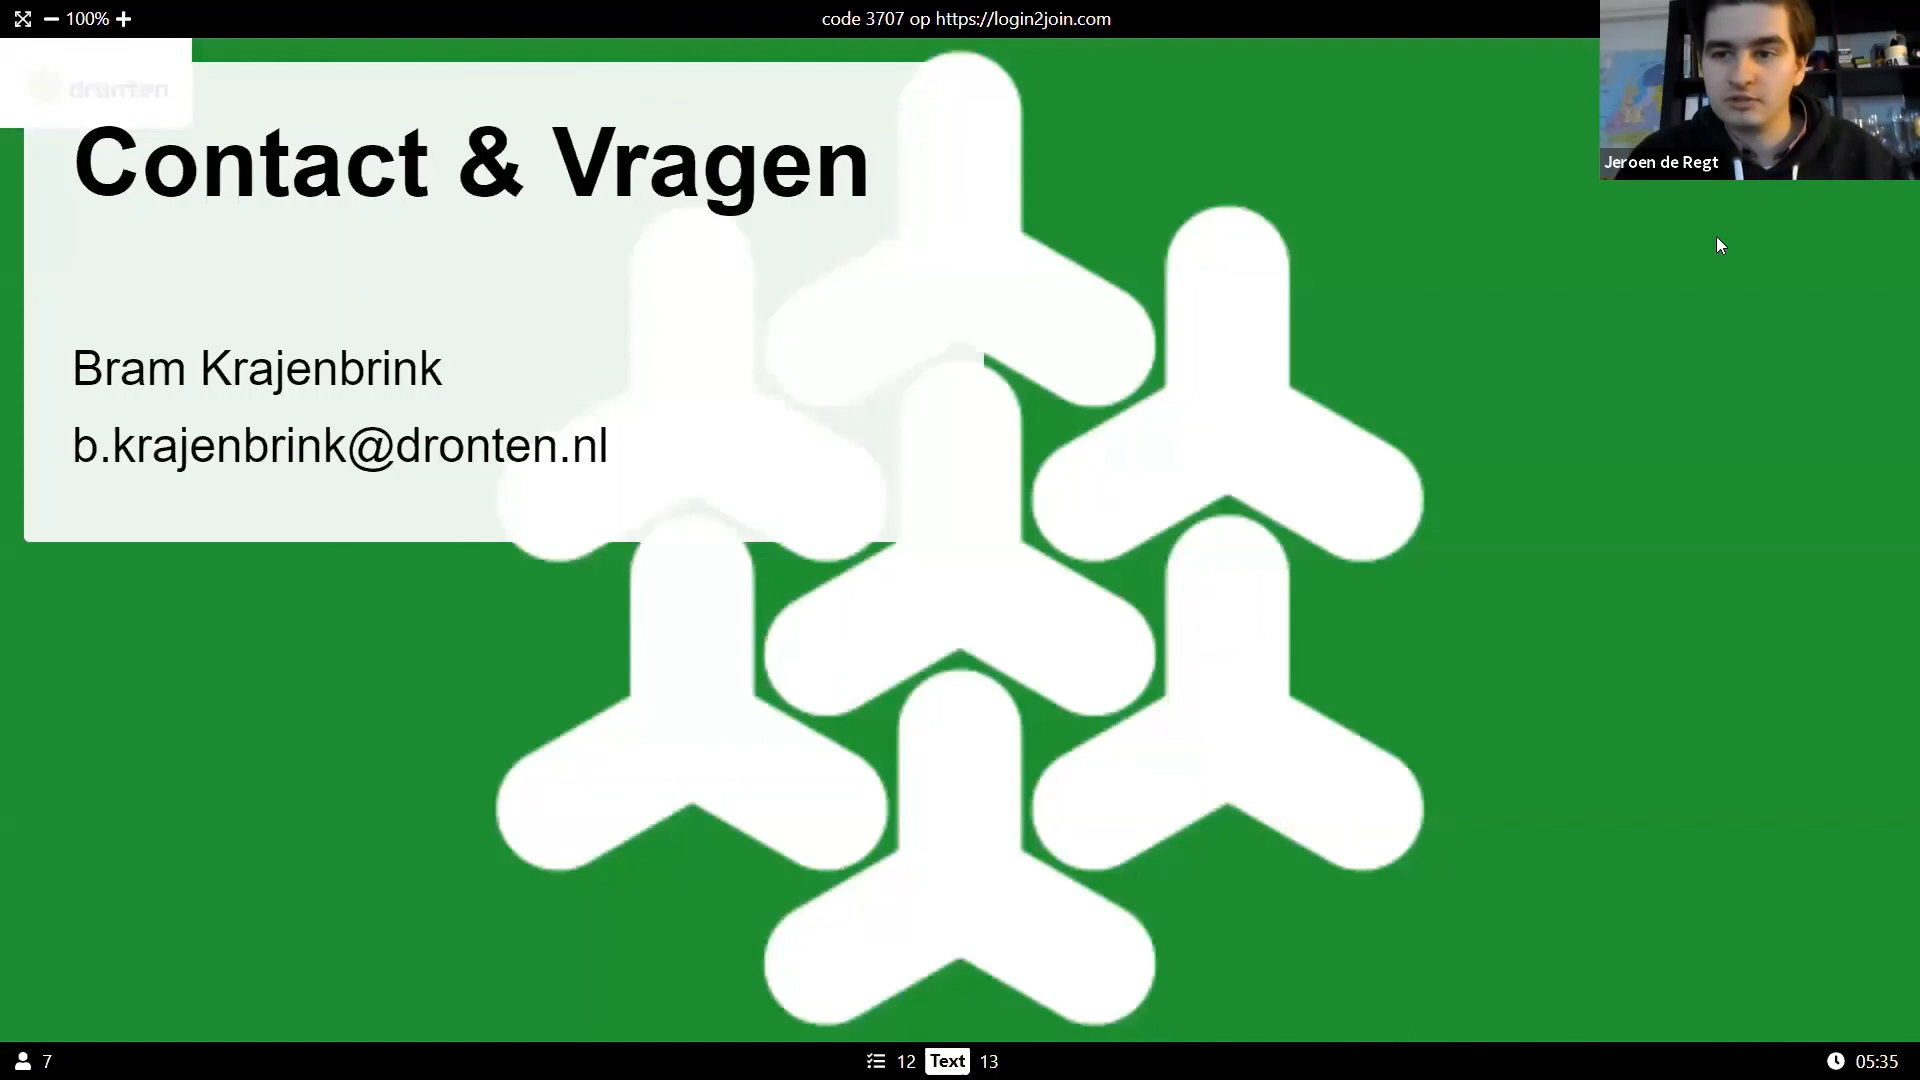 100%
code 3707 op https://login2join.com
dronten
Contact & Vragen
Bram Krajenbrink
b.krajenbrink@dronten.nl
Jeroen de Regt
7
12 Text 13
05:35